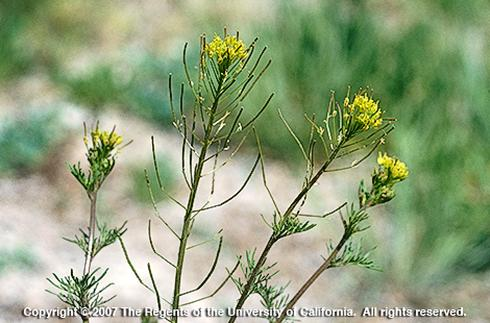 Copyright © 2007 The Regents of the University of California. All rights reserved.